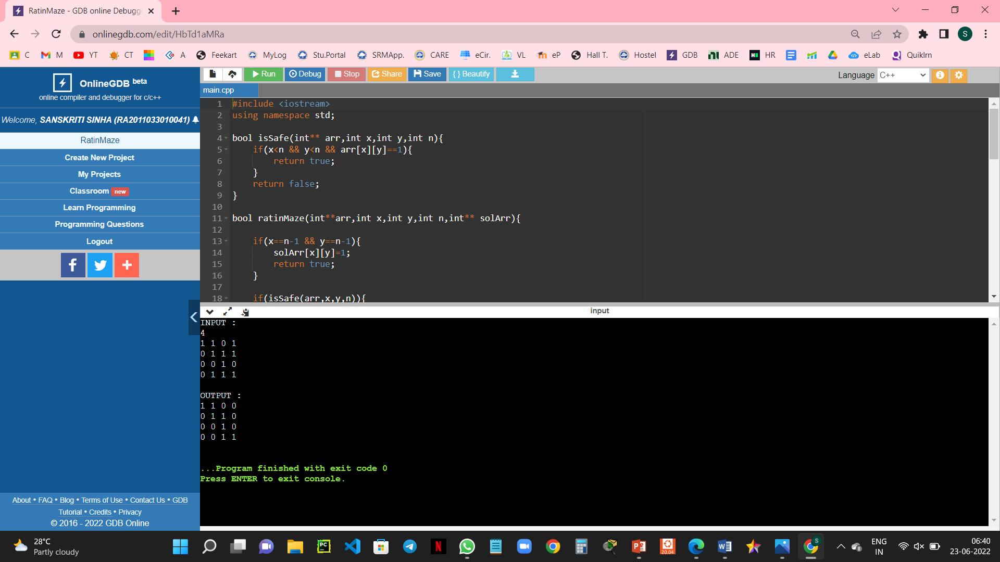 RatinMaze - GDB online Debugg
onlinegdb.com/edit/HbTd1aMRa
S
C M YT CT A Feekart MyLog Stu.Portal SRMApp. CARE eCir. VL eP Hall T. Hostel GDB ADE HR eLab Quiklrn
OnlineGDB beta
online compiler and debugger for c/c++
Welcome, SANSKRITI SINHA (RA2011033010041)
RatinMaze
Create New Project
My Projects
Classroom new
Learn Programming
Programming Questions
Logout
About • FAQ • Blog • Terms of Use • Contact Us • GDB
Tutorial • Credits • Privacy
© 2016 - 2022 GDB Online
Run Debug Stop Share Save { } Beautify
Language C++
main.cpp
1 #include <iostream>
2 using namespace std;
3
4 bool isSafe(int** arr,int x,int y,int n){
5 if(x<n && y<n && arr[x][y]==1){
6 return true;
7 }
8 return false;
9 }
10
11 bool ratinMaze(int**arr,int x,int y,int n,int** solArr){
12
13 if(x==n-1 && y==n-1){
14 solArr[x][y]=1;
15 return true;
16 }
17
18 if(isSafe(arr,x,y,n)){
input
INPUT :
4
1 1 0 1
0 1 1 1
0 0 1 0
0 1 1 1
OUTPUT :
1 1 0 0
0 1 1 0
0 0 1 0
0 0 1 1
...Program finished with exit code 0
Press ENTER to exit console.
28°C
Partly cloudy
PC
N
P
20.04
W
S
ENG
IN
06:40
23-06-2022